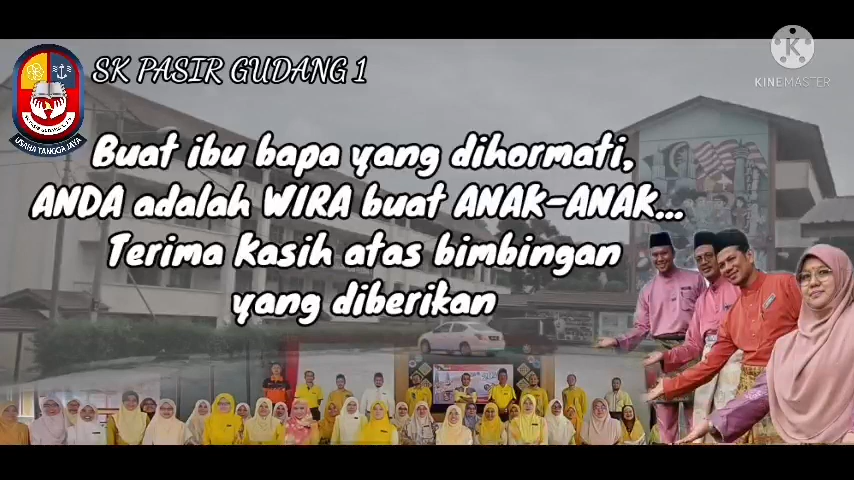 SK PASIR GUDANG 1
KINEMASTER
USAHA TANGGA JAYA
Buat ibu bapa yang dihormati,
ANDA adalah WIRA buat ANAK-ANAK...
Terima Kasih atas bimbingan
yang diberikan